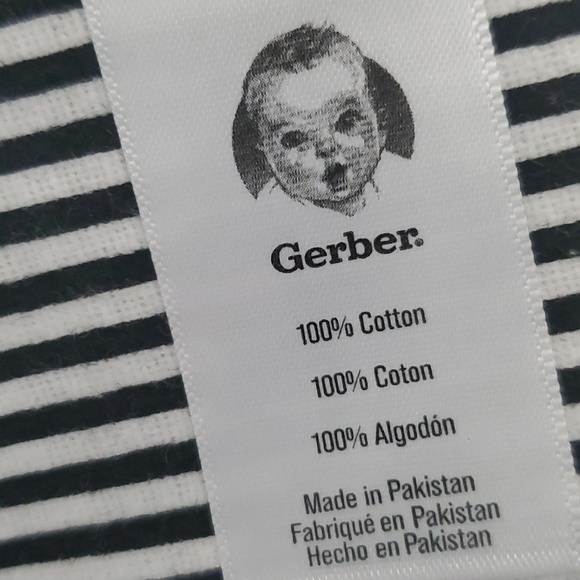 Gerber®
100% Cotton
100% Coton
100% Algodón
Made in Pakistan
Fabriqué en Pakistan
Hecho en Pakistan